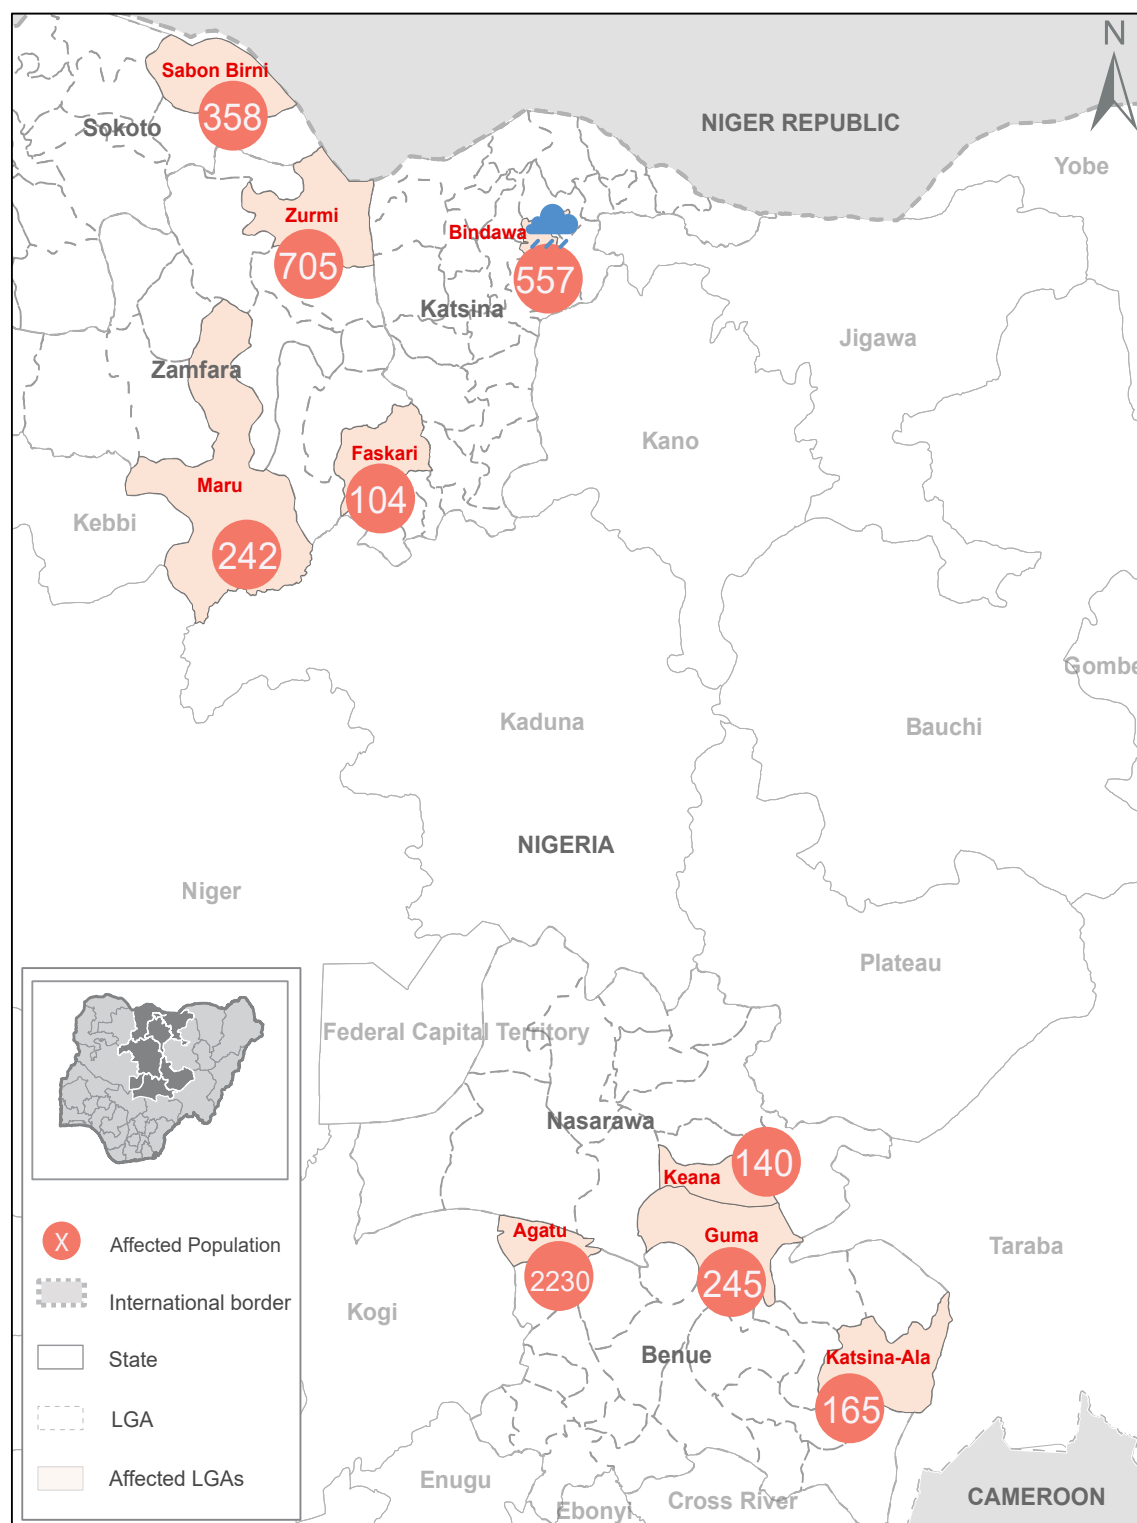 N
Sabon Birni
358
Sokoto
NIGER REPUBLIC
Yobe
Zurmi
705
Bindawa
557
Katsina
Jigawa
Zamfara
Kano
Faskari
104
Maru
242
Kebbi
Gombe
Kaduna
Bauchi
NIGERIA
Niger
Plateau
Federal Capital Territory
Nasarawa
140
Keana
Agatu
2230
Guma
245
Taraba
Kogi
Benue
Katsina-Ala
165
Enugu
Ebonyi
Cross River
CAMEROON
X
Affected Population
International border
State
LGA
Affected LGAs